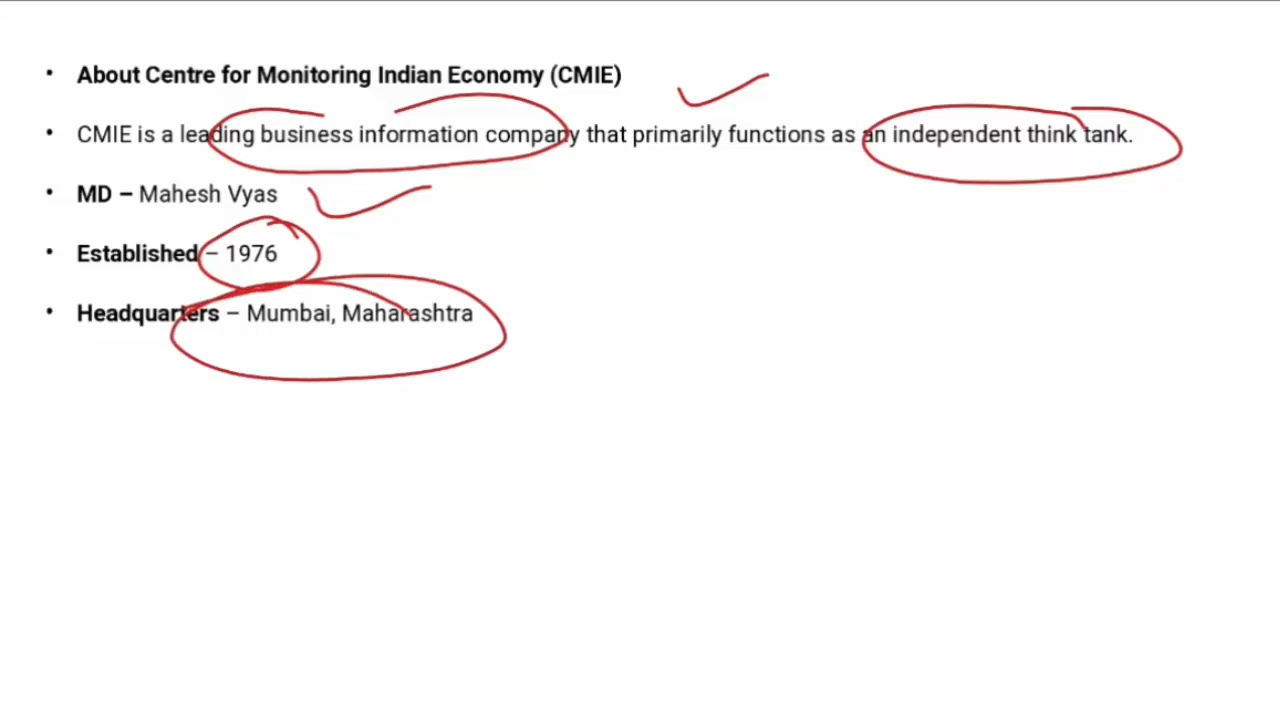 • About Centre for Monitoring Indian Economy (CMIE)
• CMIE is a leading business information company that primarily functions as an independent think tank.
• MD – Mahesh Vyas
• Established – 1976
• Headquarters – Mumbai, Maharashtra